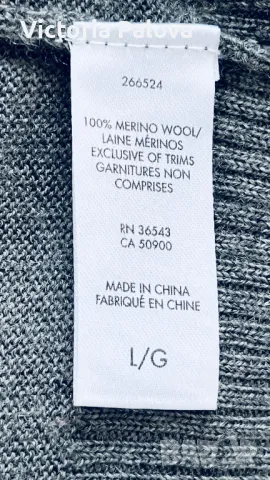 Victoria Palova
266524
100% MERINO WOOL/
LAINE MÉRINOS
EXCLUSIVE OF TRIMS
GARNITURES NON
COMPRISES
RN 36543
CA 50900
MADE IN CHINA
FABRIQUÉ EN CHINE
L/G